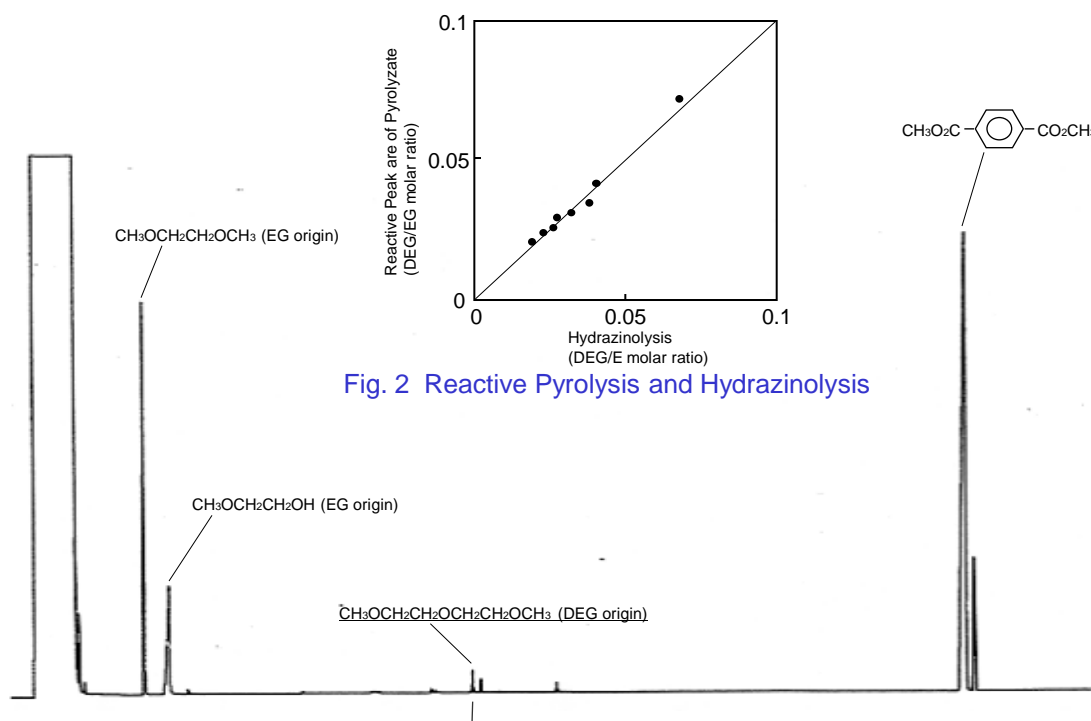 0.1
0.05
0
Reactive Peak are of Pyrolyzate
(DEG/EG molar ratio)
0
0.05
0.1
Hydrazinolysis
(DEG/E molar ratio)
Fig. 2 Reactive Pyrolysis and Hydrazinolysis
CH3O2C
CO2CH3
CH3OCH2CH2OCH3 (EG origin)
CH3OCH2CH2OH (EG origin)
CH3OCH2CH2OCH2CH2OCH3 (DEG origin)